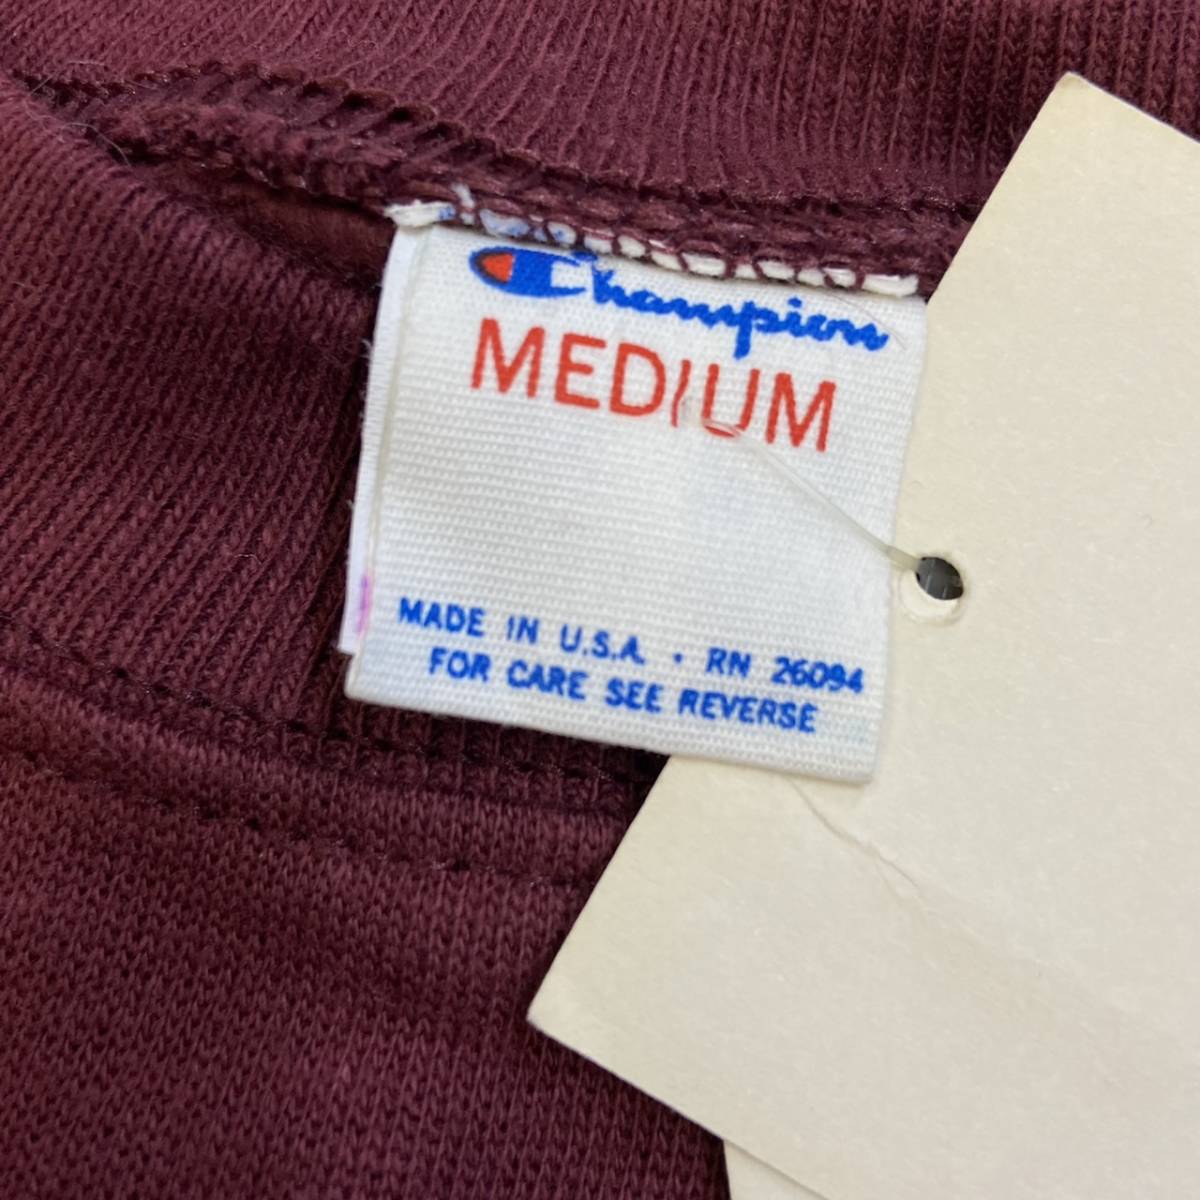 Champion
MEDIUM
MADE IN U.S.A. • RN 26094
FOR CARE SEE REVERSE